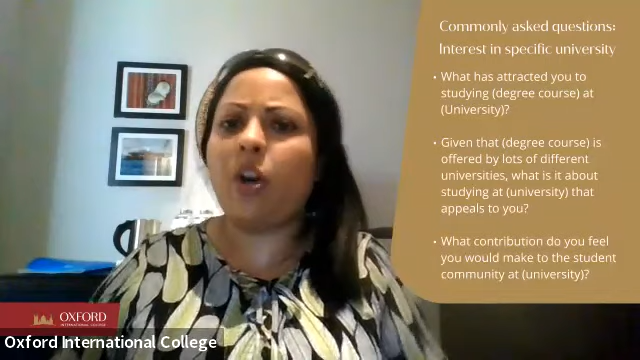 Commonly asked questions:
Interest in specific university
• What has attracted you to
studying (degree course) at
(University)?
• Given that (degree course) is
offered by lots of different
universities, what is it about
studying at (university) that
appeals to you?
• What contribution do you feel
you would make to the student
community at (university)?
OXFORD
INTERNATIONAL COLLEGE
Oxford International College